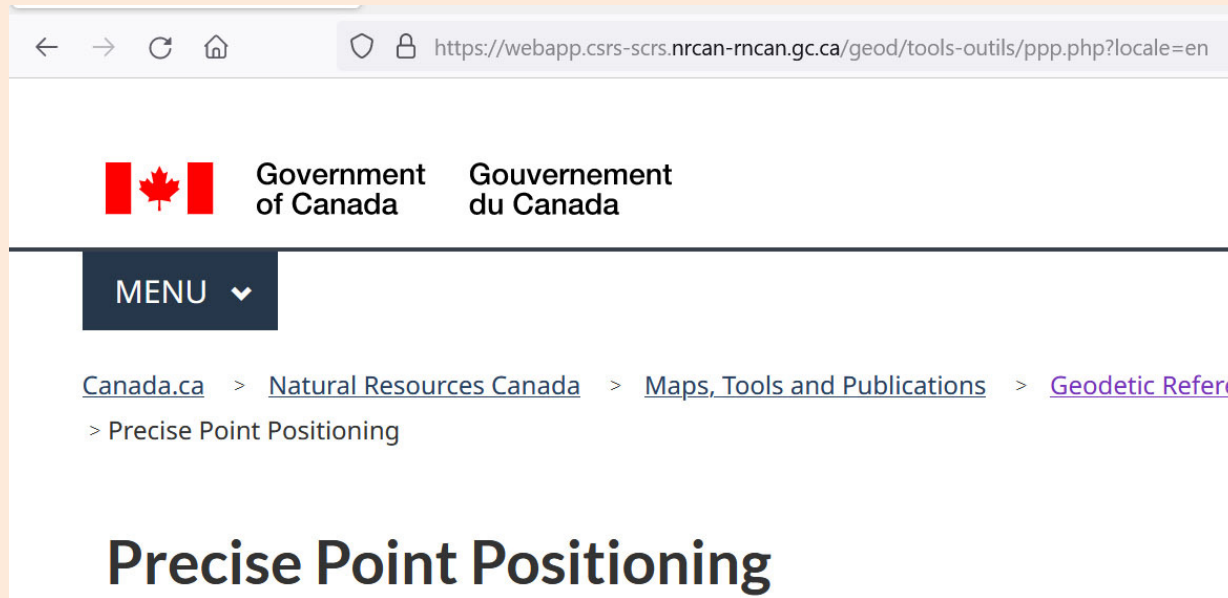 https://webapp.csrs-scrs.nrcan-rncan.gc.ca/geod/tools-outils/ppp.php?locale=en
Government Gouvernement
of Canada du Canada
MENU
Canada.ca > Natural Resources Canada > Maps, Tools and Publications > Geodetic
> Precise Point Positioning
Precise Point Positioning